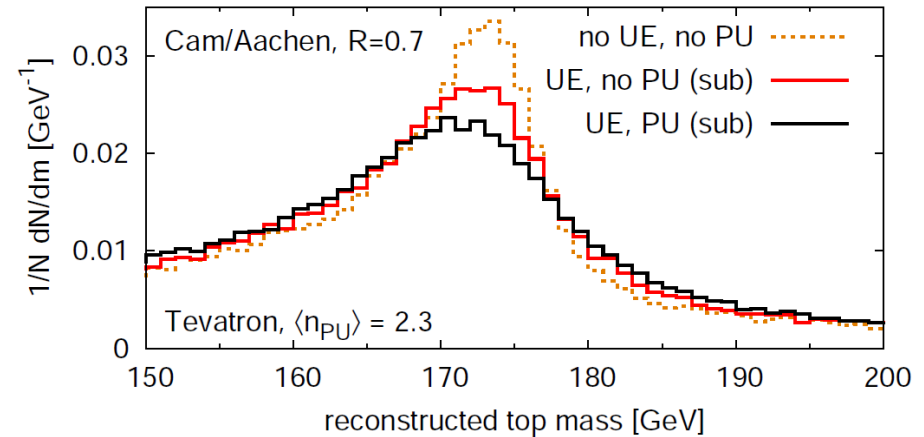 Cam/Aachen, R=0.7
no UE, no PU
UE, no PU (sub)
UE, PU (sub)
Tevatron, ⟨nPU⟩ = 2.3
1/N dN/dm [GeV⁻¹]
0.03
0.02
0.01
0
150 160 170 180 190 200
reconstructed top mass [GeV]